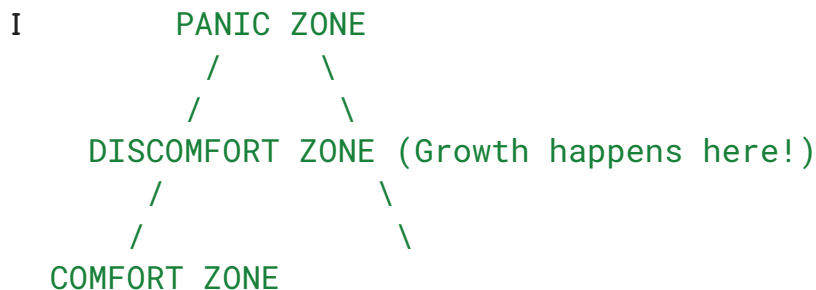 I PANIC ZONE
/ \
/ \
DISCOMFORT ZONE (Growth happens here!)
/ \
/ \
COMFORT ZONE